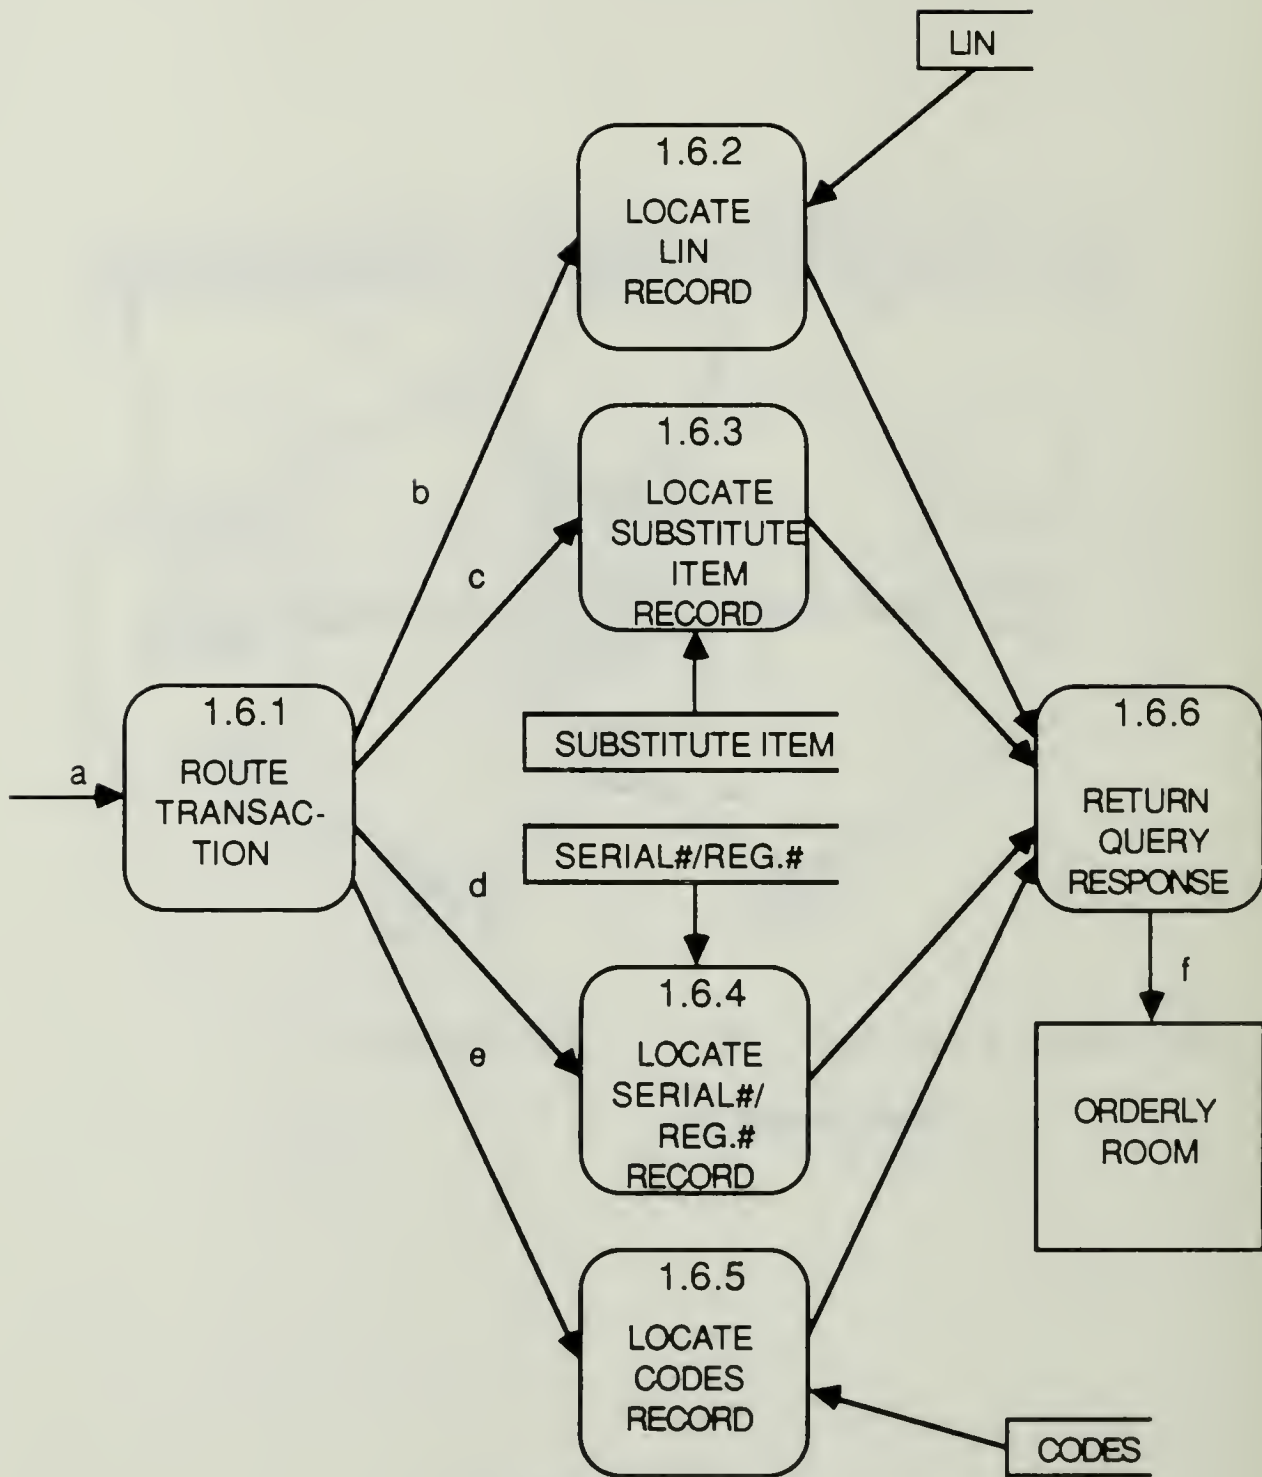 LIN
1.6.2
LOCATE
LIN
RECORD
1.6.3
LOCATE
SUBSTITUTE
ITEM
RECORD
b
c
1.6.1
ROUTE
TRANSAC-
TION
a
SUBSTITUTE ITEM
SERIAL#/REG.#
1.6.6
RETURN
QUERY
RESPONSE
d
e
1.6.4
LOCATE
SERIAL#/
REG.#
RECORD
f
ORDERLY
ROOM
1.6.5
LOCATE
CODES
RECORD
CODES